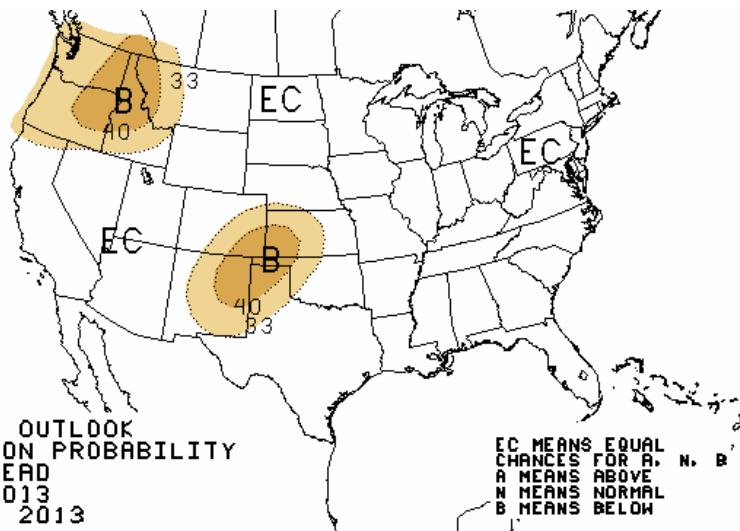 33
B
EC
40
EC
EC
B
40
33
OUTLOOK
ON PROBABILITY
EAD
013
2013
EC MEANS EQUAL
CHANCES FOR A, N, B
A MEANS ABOVE
N MEANS NORMAL
B MEANS BELOW